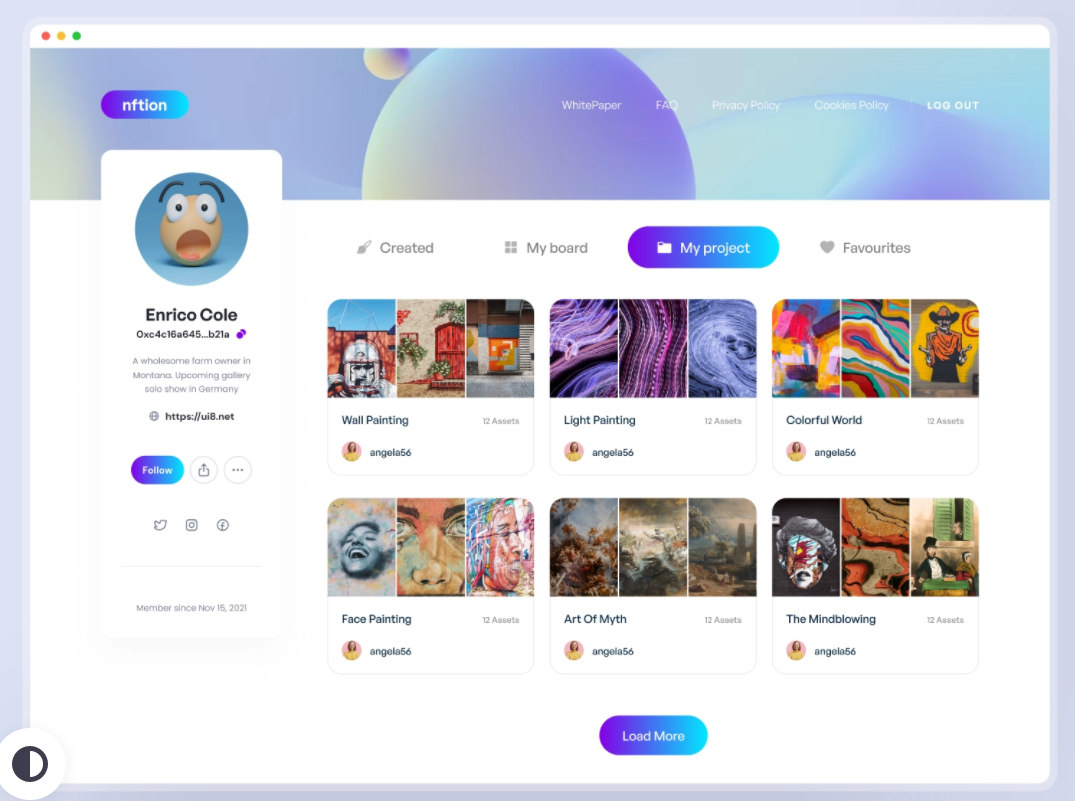 nftion
WhitePaper
FAQ
Privacy Policy
Cookies Policy
LOG OUT
Enrico Cole
0xc4c16a645...b21a
A wholesome farm owner in
Montana. Upcoming gallery
solo show in Germany
https://ui8.net
Follow
Member since Nov 15, 2021
Created
My board
My project
Favourites
Wall Painting
12 Assets
angela56
Light Painting
12 Assets
angela56
Colorful World
12 Assets
angela56
Face Painting
12 Assets
angela56
Art Of Myth
12 Assets
angela56
The Mindblowing
12 Assets
angela56
Load More